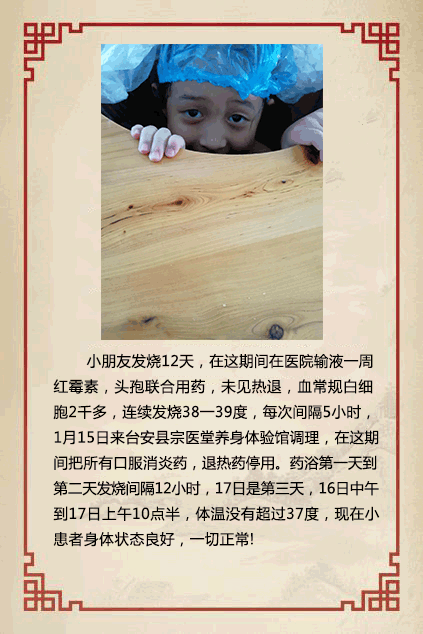 小朋友发烧12天，在这期间在医院输液一周
红霉素，头孢联合用药，未见热退，血常规白细
胞2千多，连续发烧38一39度，每次间隔5小时，
1月15日来台安县宗医堂养身体验馆调理，在这期
间把所有口服消炎药，退热药停用。药浴第一天到
第二天发烧间隔12小时，17日是第三天，16日中午
到17日上午10点半，体温没有超过37度，现在小
患者身体状态良好，一切正常!